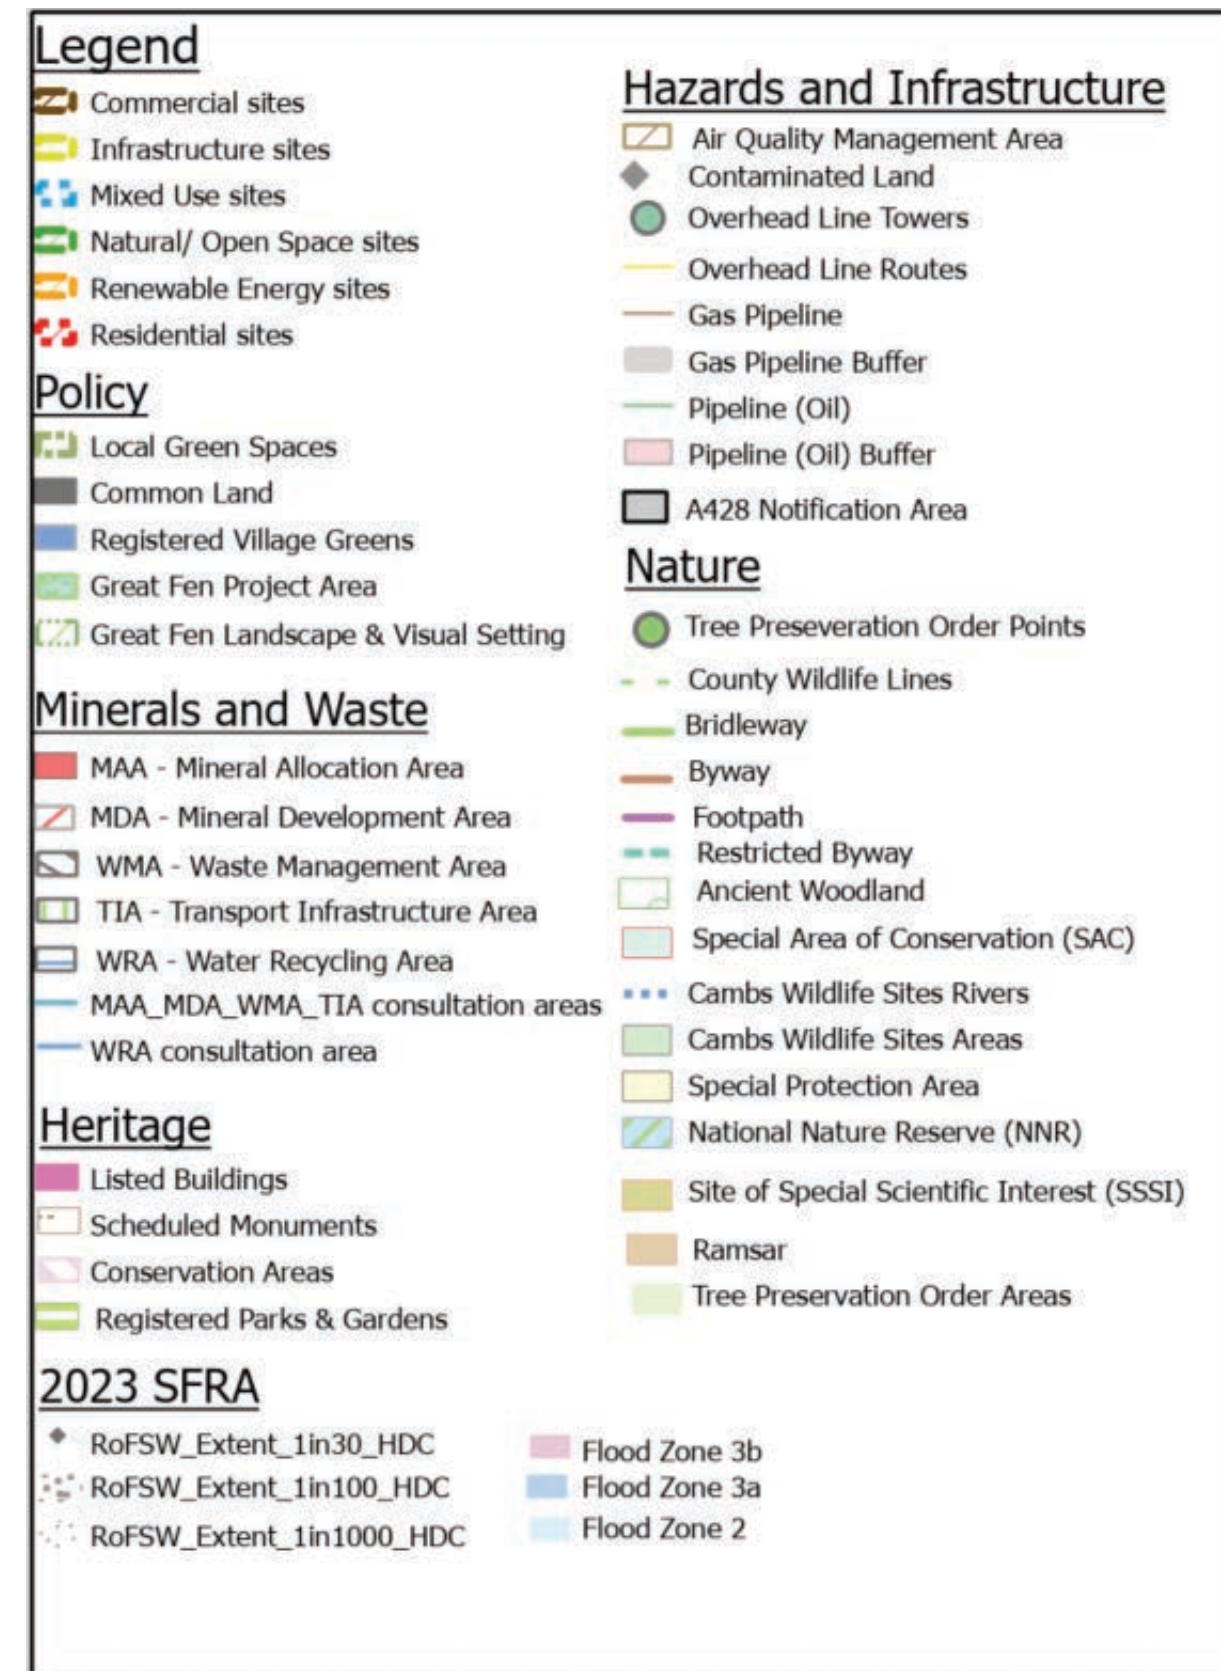 Legend
Commercial sites
Infrastructure sites
Mixed Use sites
Natural/ Open Space sites
Renewable Energy sites
Residential sites
Policy
Local Green Spaces
Common Land
Registered Village Greens
Great Fen Project Area
Great Fen Landscape & Visual Setting
Minerals and Waste
MAA - Mineral Allocation Area
MDA - Mineral Development Area
WMA - Waste Management Area
TIA - Transport Infrastructure Area
WRA - Water Recycling Area
MAA_MDA_WMA_TIA consultation areas
WRA consultation area
Heritage
Listed Buildings
Scheduled Monuments
Conservation Areas
Registered Parks & Gardens
2023 SFRA
RoFSW_Extent_1in30_HDC
RoFSW_Extent_1in100_HDC
RoFSW_Extent_1in1000_HDC
Flood Zone 3b
Flood Zone 3a
Flood Zone 2
Hazards and Infrastructure
Air Quality Management Area
Contaminated Land
Overhead Line Towers
Overhead Line Routes
Gas Pipeline
Gas Pipeline Buffer
Pipeline (Oil)
Pipeline (Oil) Buffer
A428 Notification Area
Nature
Tree Preseveration Order Points
County Wildlife Lines
Bridleway
Byway
Footpath
Restricted Byway
Ancient Woodland
Special Area of Conservation (SAC)
Cambs Wildlife Sites Rivers
Cambs Wildlife Sites Areas
Special Protection Area
National Nature Reserve (NNR)
Site of Special Scientific Interest (SSSI)
Ramsar
Tree Preservation Order Areas